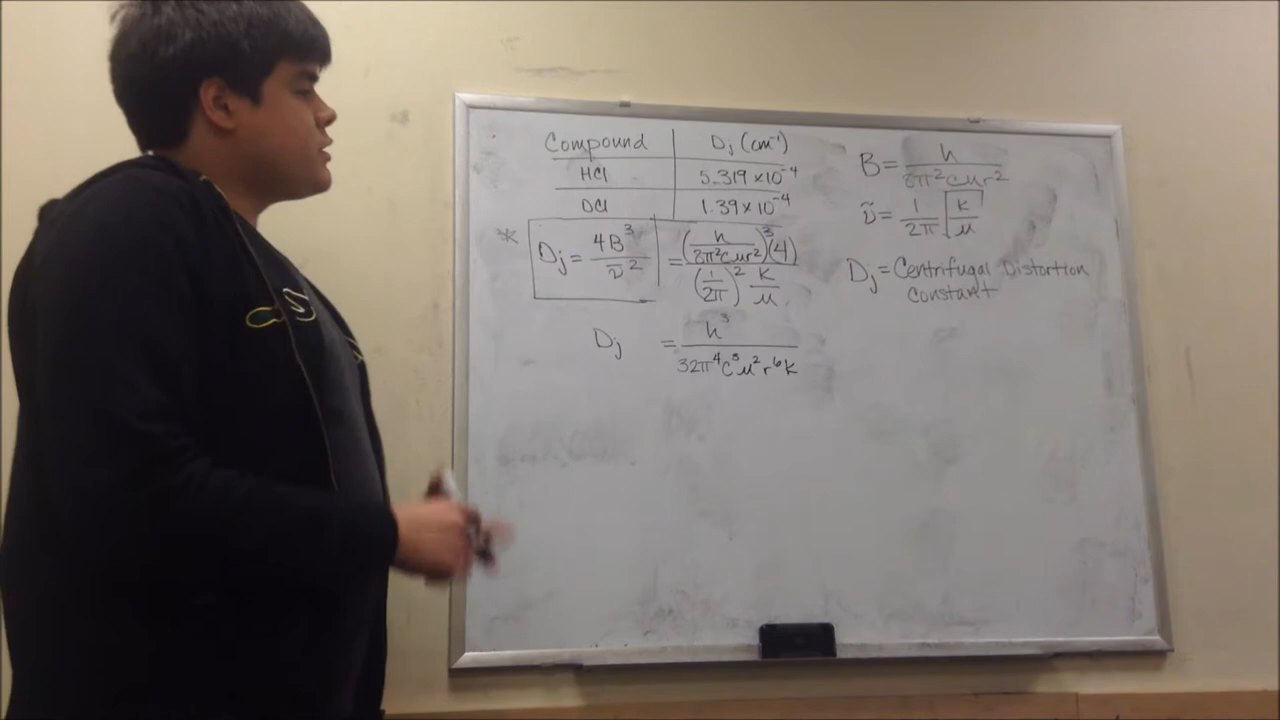 Compound | Dj (cm⁻¹)
HCl | 5.319 × 10⁻⁴
DCl | 1.39 × 10⁻⁴
* Dj = 4B³ / ν̃² = (h / 8π²cμr²)³(4) / (1/2π)² k/μ
Dj = h³ / 32π⁴c³μ²r⁶k
B = h / 8π²cμr²
ν̃ = 1/2π √k/μ
Dj = Centrifugal Distortion
constant